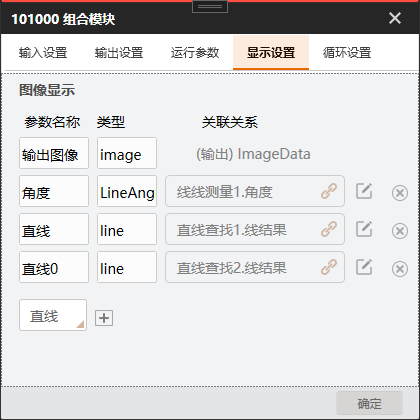 101000 组合模块
输入设置 输出设置 运行参数 显示设置 循环设置
图像显示
参数名称 类型 关联关系
输出图像 image (输出) ImageData
角度 LineAng 线线测量1.角度
直线 line 直线查找1.线结果
直线0 line 直线查找2.线结果
直线
确定